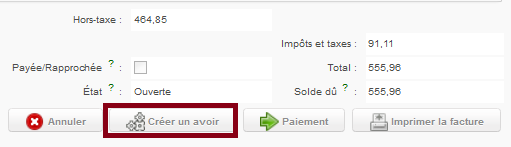 Hors-taxe : 464,85
Impôts et taxes : 91,11
Payée/Rapprochée ? : Total : 555,96
État ? : Ouverte Solde dû ? : 555,96
Annuler Créer un avoir Paiement Imprimer la facture